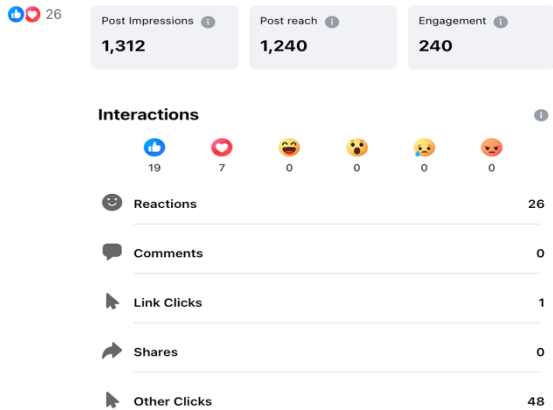 26
Post Impressions
1,312
Post reach
1,240
Engagement
240
Interactions
19 7 0 0 0 0
Reactions 26
Comments 0
Link Clicks 1
Shares 0
Other Clicks 48